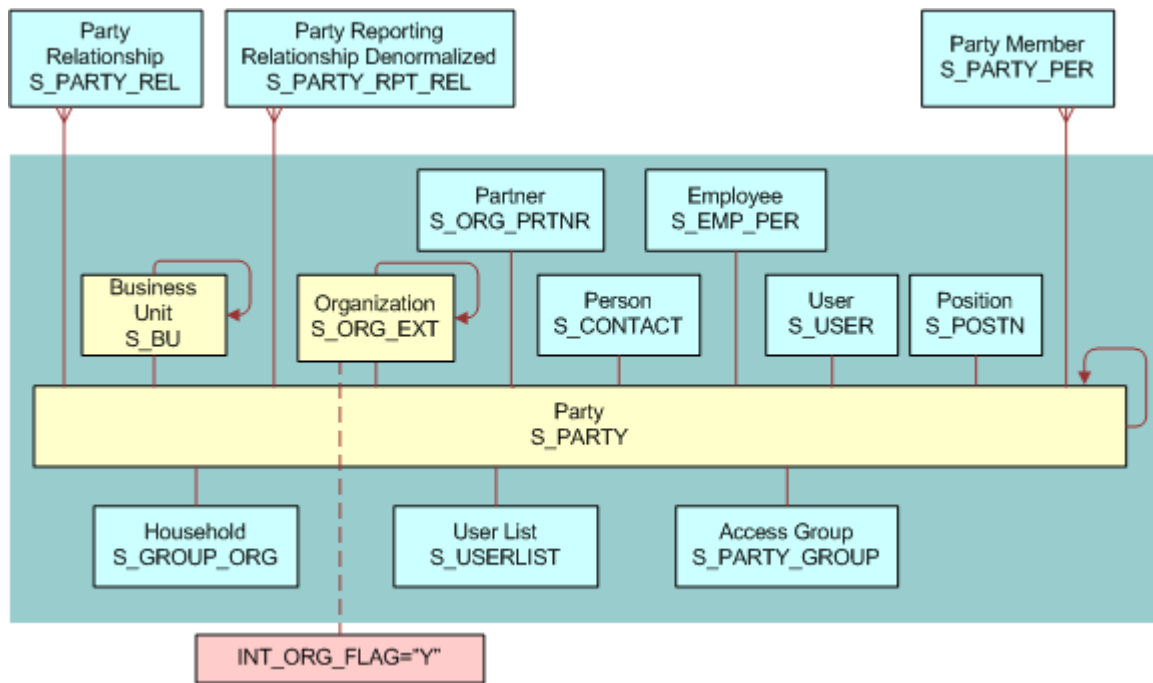 Party
Relationship
S_PARTY_REL
Party Reporting
Relationship Denormalized
S_PARTY_RPT_REL
Party Member
S_PARTY_PER
Partner
S_ORG_PRTNR
Employee
S_EMP_PER
Business
Unit
S_BU
Organization
S_ORG_EXT
Person
S_CONTACT
User
S_USER
Position
S_POSTN
Party
S_PARTY
Household
S_GROUP_ORG
User List
S_USERLIST
Access Group
S_PARTY_GROUP
INT_ORG_FLAG="Y"